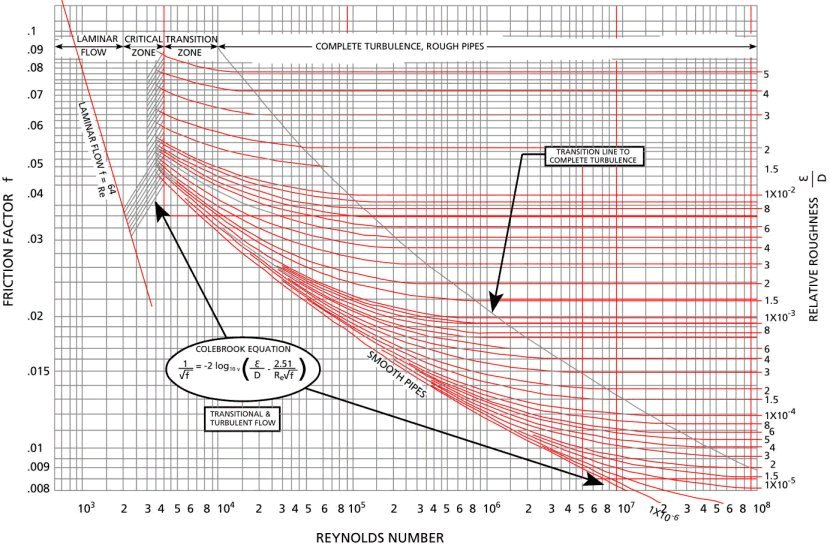 LAMINAR FLOW
CRITICAL ZONE
TRANSITION ZONE
COMPLETE TURBULENCE, ROUGH PIPES
.1
.09
.08
.07
.06
.05
.04
.03
.02
.015
.01
.009
.008
FRICTION FACTOR f
LAMINAR FLOW f = 64
Re
TRANSITION LINE TO
COMPLETE TURBULENCE
COLEBROOK EQUATION
1/√f = -2 log₁₀ ( ε/D - 2.51/Re√f )
TRANSITIONAL &
TURBULENT FLOW
SMOOTH PIPES
5
4
3
2
1.5
1X10⁻²
8
6
4
3
2
1.5
1X10⁻³
8
6
4
3
2
1.5
1X10⁻⁴
8
6
5
4
3
2
1.5
1X10⁻⁵
1X10⁻⁶
RELATIVE ROUGHNESS ε/D
10³ 2 3 4 5 6 8 10⁴ 2 3 4 5 6 8 10⁵ 2 3 4 5 6 8 10⁶ 2 3 4 5 6 8 10⁷ 2 3 4 5 6 8 10⁸
REYNOLDS NUMBER